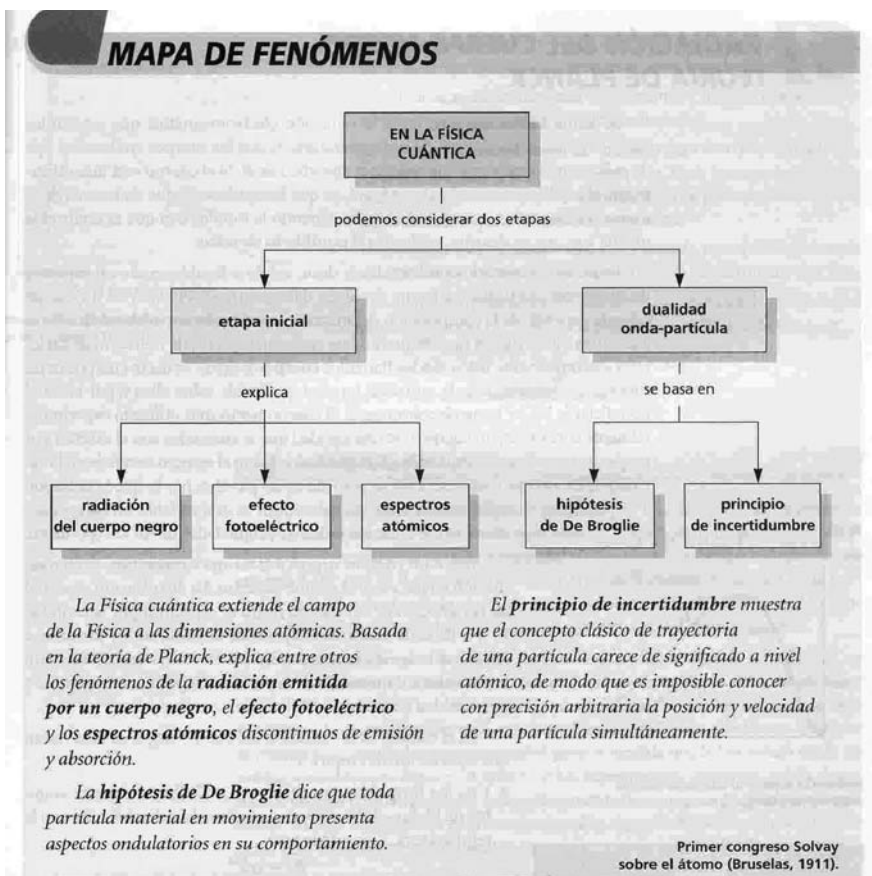 MAPA DE FENÓMENOS
EN LA FÍSICA
CUÁNTICA
podemos considerar dos etapas
etapa inicial
dualidad
onda-partícula
explica
se basa en
radiación
del cuerpo negro
efecto
fotoeléctrico
espectros
atómicos
hipótesis
de De Broglie
principio
de incertidumbre
La Física cuántica extiende el campo
de la Física a las dimensiones atómicas. Basada
en la teoría de Planck, explica entre otros
los fenómenos de la radiación emitida
por un cuerpo negro, el efecto fotoeléctrico
y los espectros atómicos discontinuos de emisión
y absorción.
La hipótesis de De Broglie dice que toda
partícula material en movimiento presenta
aspectos ondulatorios en su comportamiento.
El principio de incertidumbre muestra
que el concepto clásico de trayectoria
de una partícula carece de significado a nivel
atómico, de modo que es imposible conocer
con precisión arbitraria la posición y velocidad
de una partícula simultáneamente.
Primer congreso Solvay
sobre el átomo (Bruselas, 1911).